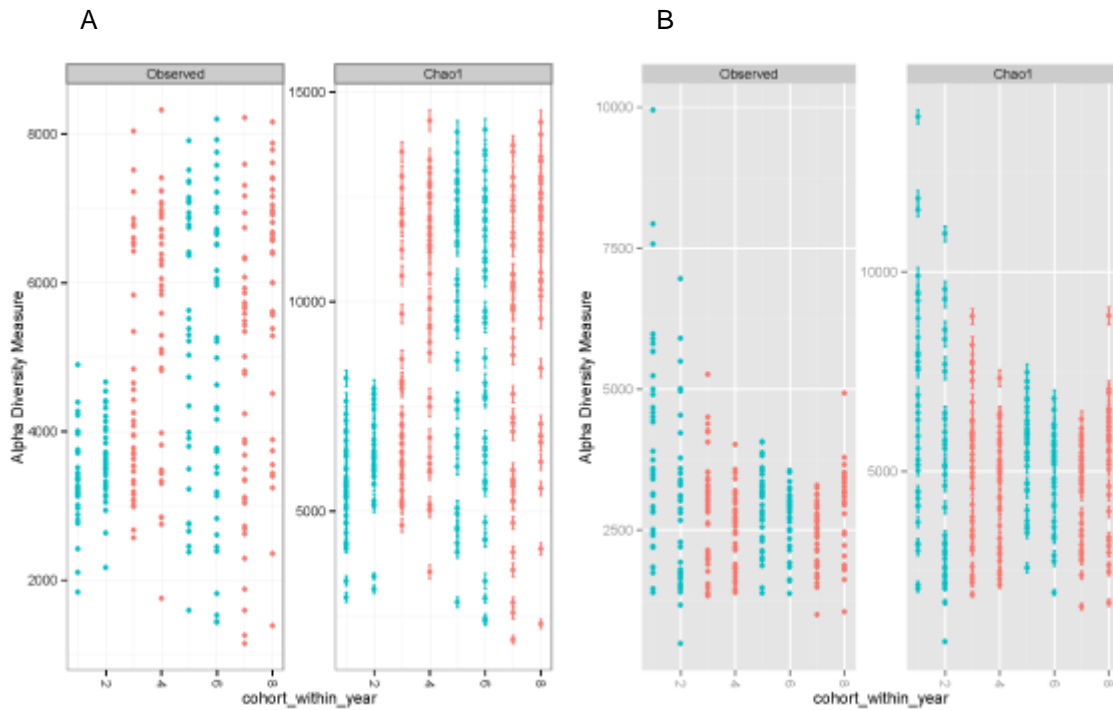 A
B
Observed
Chao1
Observed
Chao1
Alpha Diversity Measure
8000
6000
4000
2000
15000
10000
5000
2
4
6
8
2
4
6
8
cohort_within_year
Alpha Diversity Measure
10000
7500
5000
2500
10000
5000
2
4
6
8
2
4
6
8
cohort_within_year